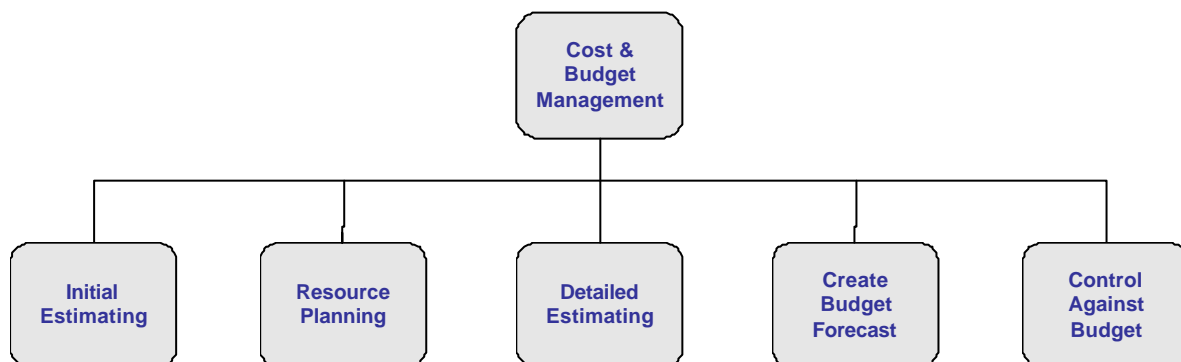 Cost &
Budget
Management
Initial
Estimating
Resource
Planning
Detailed
Estimating
Create
Budget
Forecast
Control
Against
Budget